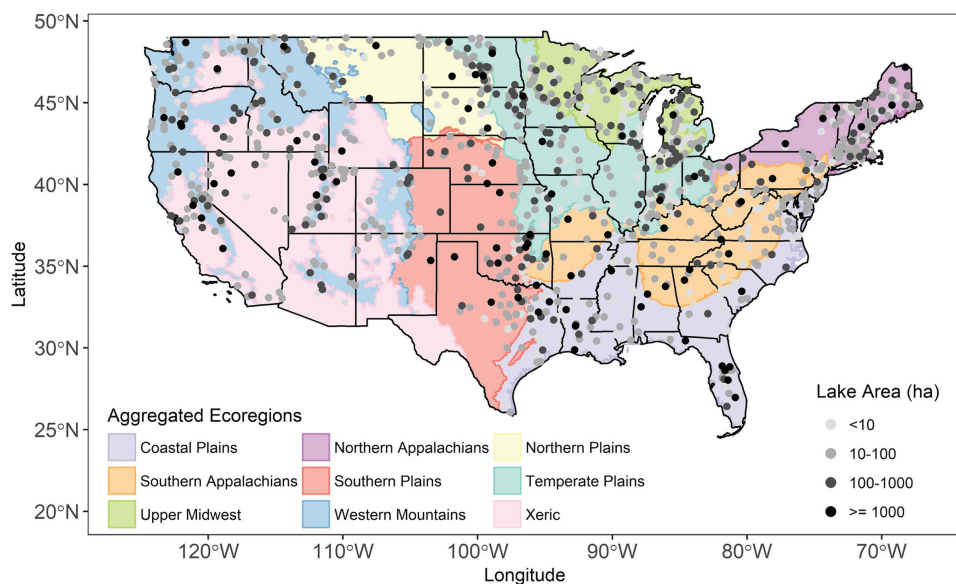 50°N
45°N
40°N
35°N
30°N
25°N
20°N
Latitude
120°W 110°W 100°W 90°W 80°W 70°W
Longitude
Aggregated Ecoregions
Coastal Plains Northern Appalachians Northern Plains
Southern Appalachians Southern Plains Temperate Plains
Upper Midwest Western Mountains Xeric
Lake Area (ha)
<10
10-100
100-1000
>= 1000